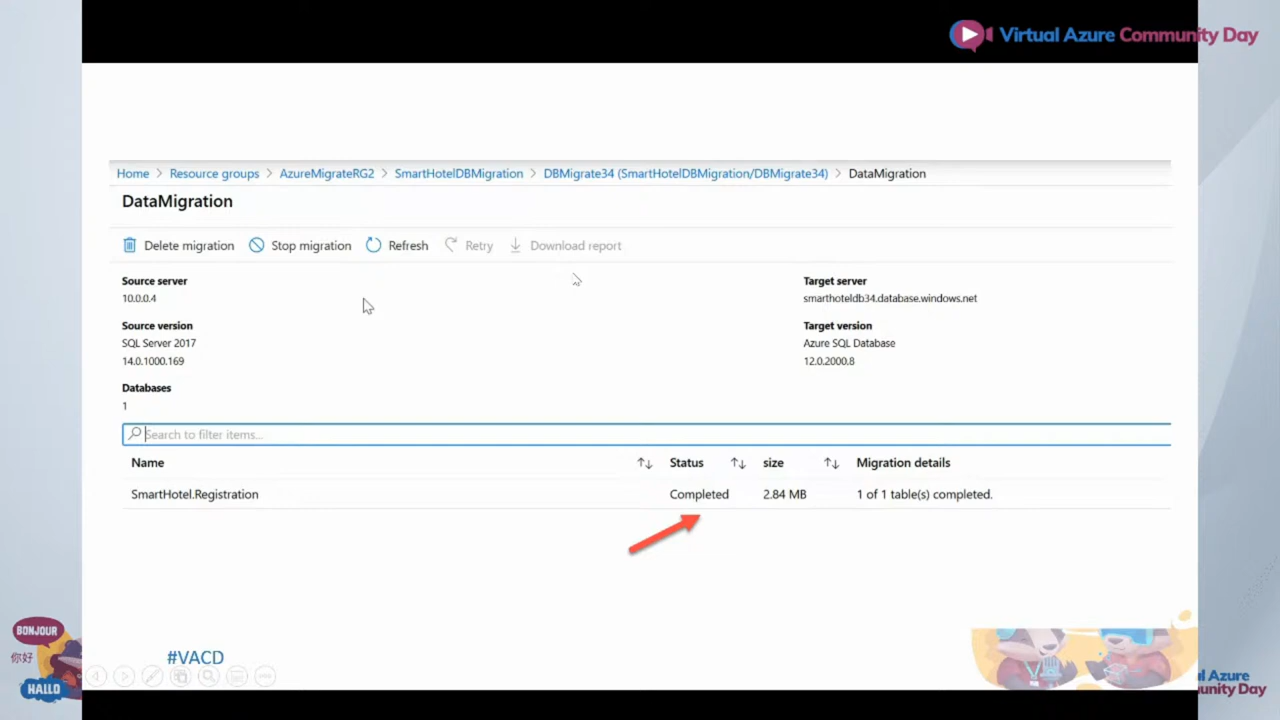 Virtual Azure Community Day
Home > Resource groups > AzureMigrateRG2 > SmartHotelDBMigration > DBMigrate34 (SmartHotelDBMigration/DBMigrate34) > DataMigration
DataMigration
Delete migration Stop migration Refresh Retry Download report
Source server
10.0.0.4
Target server
smarthoteldb34.database.windows.net
Source version
SQL Server 2017
14.0.1000.169
Target version
Azure SQL Database
12.0.2000.8
Databases
1
Search to filter items...
Name Status size Migration details
SmartHotel.Registration Completed 2.84 MB 1 of 1 table(s) completed.
BONJOUR
你好
HALLO
#VACD
l Azure
unity Day